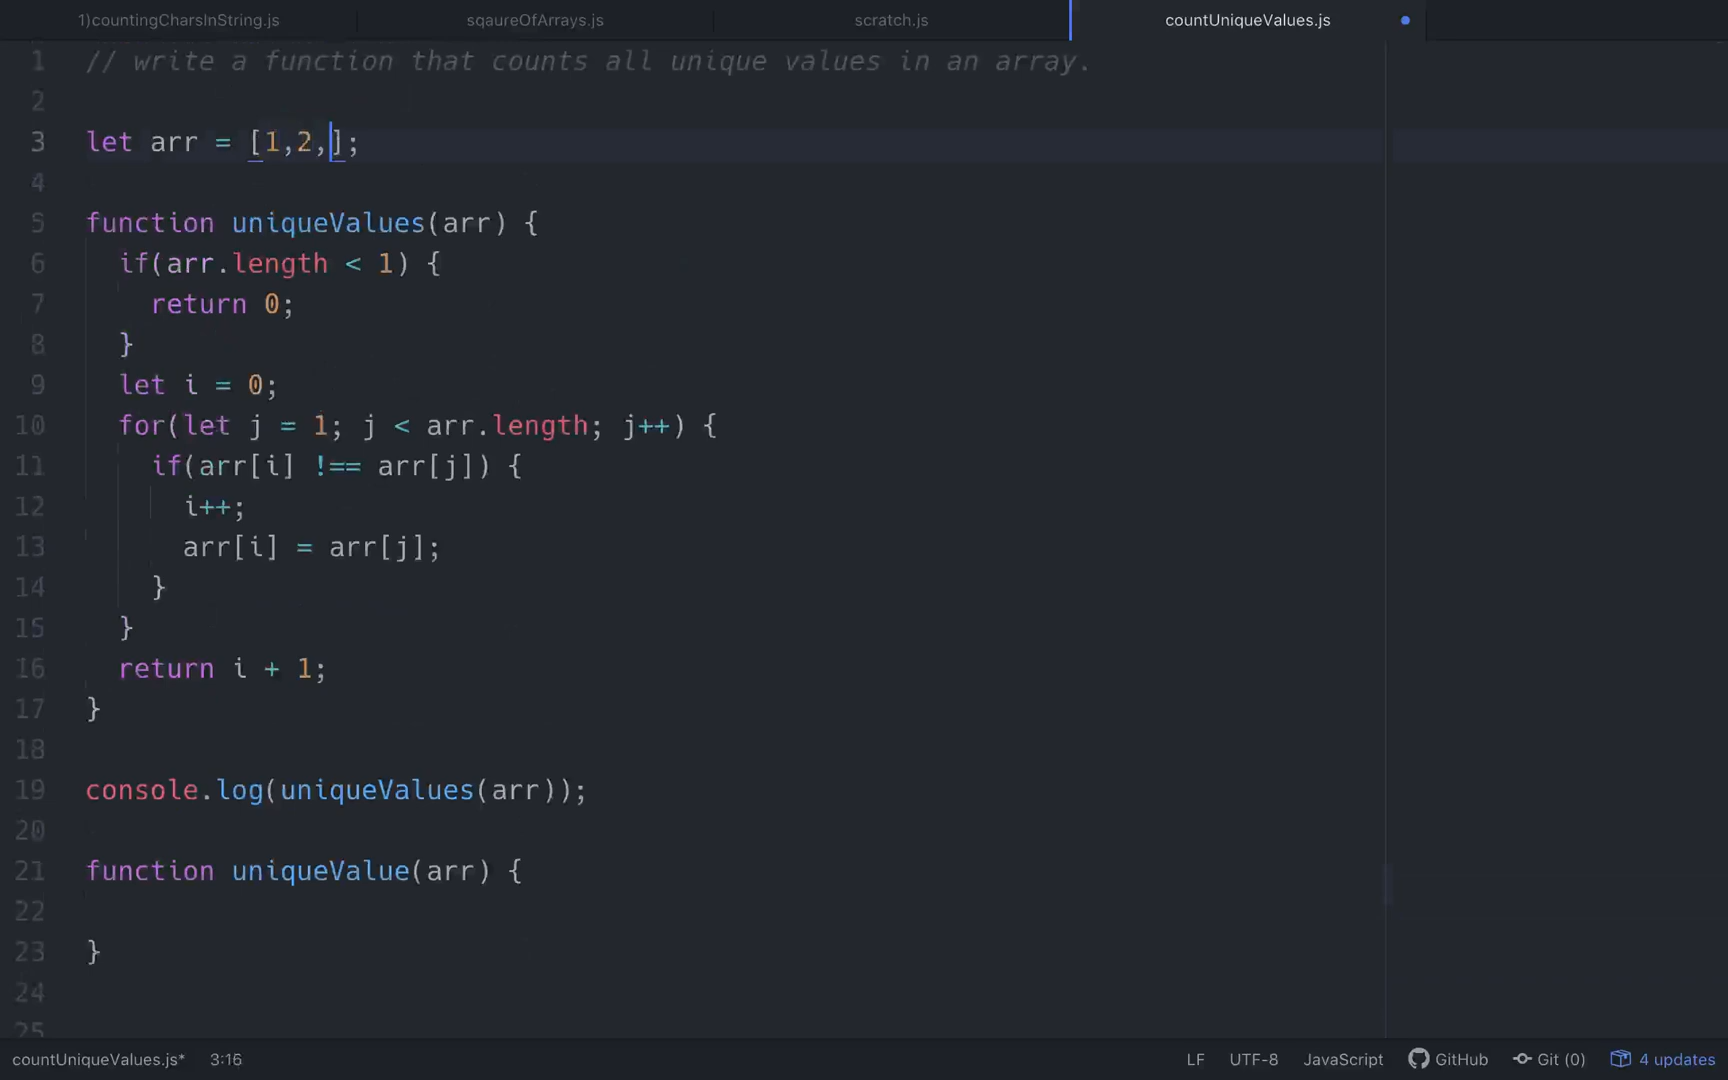 1)countingCharsInString.js sqaureOfArrays.js scratch.js countUniqueValues.js
1 // write a function that counts all unique values in an array.
2
3 let arr = [1,2,];
4
5 function uniqueValues(arr) {
6 if(arr.length < 1) {
7 return 0;
8 }
9 let i = 0;
10 for(let j = 1; j < arr.length; j++) {
11 if(arr[i] !== arr[j]) {
12 i++;
13 arr[i] = arr[j];
14 }
15 }
16 return i + 1;
17 }
18
19 console.log(uniqueValues(arr));
20
21 function uniqueValue(arr) {
22
23 }
24
25
countUniqueValues.js* 3:16 LF UTF-8 JavaScript GitHub Git (0) 4 updates